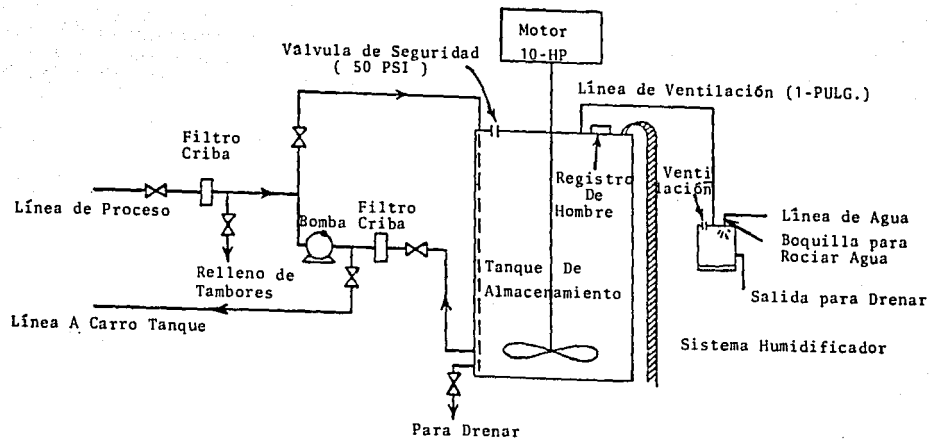 Motor
10-HP
Válvula de Seguridad
( 50 PSI )
Línea de Ventilación (1-PULG.)
Filtro
Criba
Línea de Proceso
Registro
De
Hombre
Venti
lación
Línea de Agua
Boquilla para
Rociar Agua
Bomba
Filtro
Criba
Relleno de
Tambores
Tanque De
Almacenamiento
Salida para Drenar
Línea A Carro Tanque
Sistema Humidificador
Para Drenar